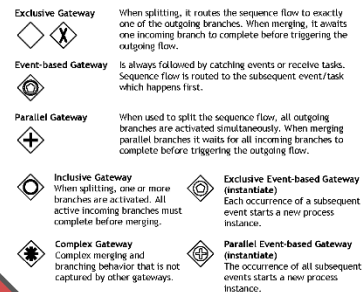 Exclusive Gateway
When splitting, it routes the sequence flow to exactly
one of the outgoing branches. When merging, it awaits
one incoming branch to complete before triggering the
outgoing flow.
X
Event-based Gateway
Is always followed by catching events or receive tasks.
Sequence flow is routed to the subsequent event/task
which happens first.
Parallel Gateway
When used to split the sequence flow, all outgoing
branches are activated simultaneously. When merging
parallel branches it waits for all incoming branches to
complete before triggering the outgoing flow.
Inclusive Gateway
When splitting, one or more
branches are activated. All
active incoming branches must
complete before merging.
Exclusive Event-based Gateway
(instantiate)
Each occurrence of a subsequent
event starts a new process
instance.
Complex Gateway
Complex merging and
branching behavior that is not
captured by other gateways.
Parallel Event-based Gateway
(instantiate)
The occurrence of all subsequent
events starts a new process
instance.